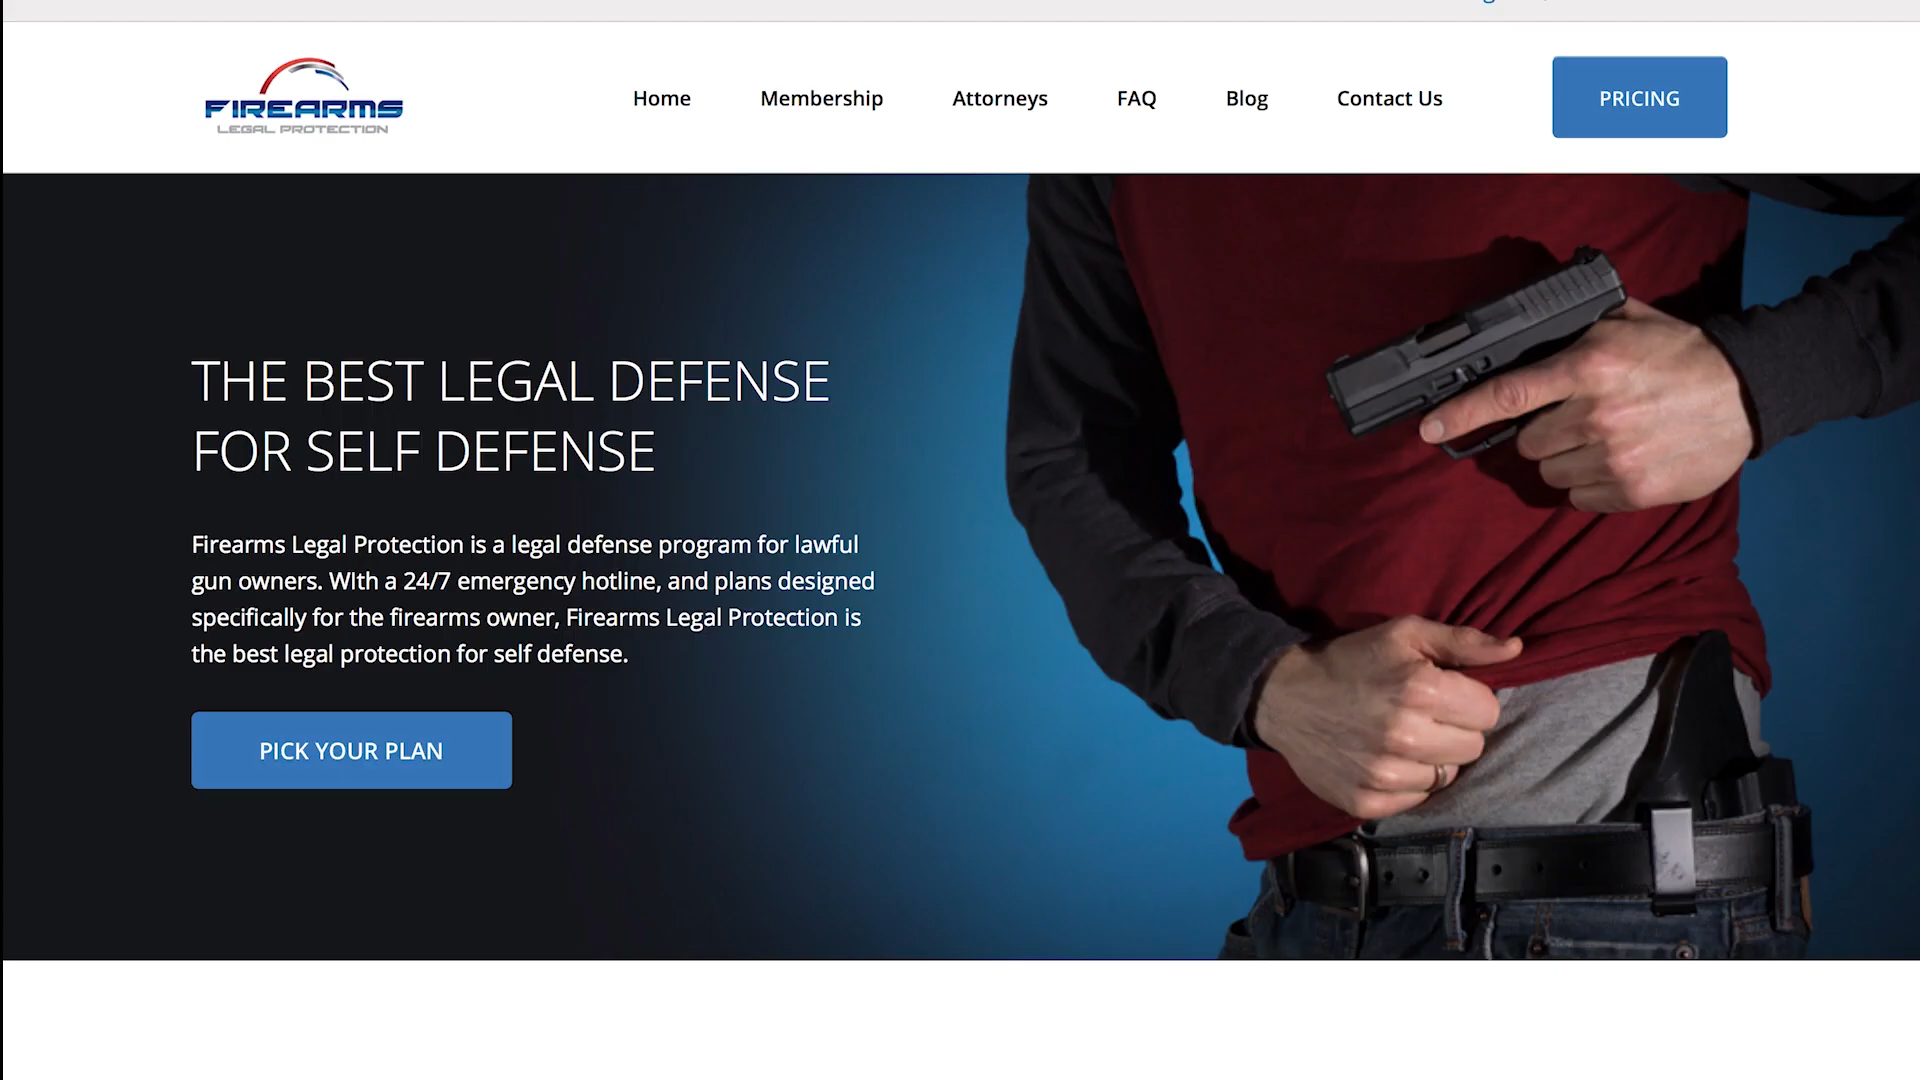 FIREARMS
LEGAL PROTECTION
Home
Membership
Attorneys
FAQ
Blog
Contact Us
PRICING
THE BEST LEGAL DEFENSE
FOR SELF DEFENSE
Firearms Legal Protection is a legal defense program for lawful
gun owners. WIth a 24/7 emergency hotline, and plans designed
specifically for the firearms owner, Firearms Legal Protection is
the best legal protection for self defense.
PICK YOUR PLAN